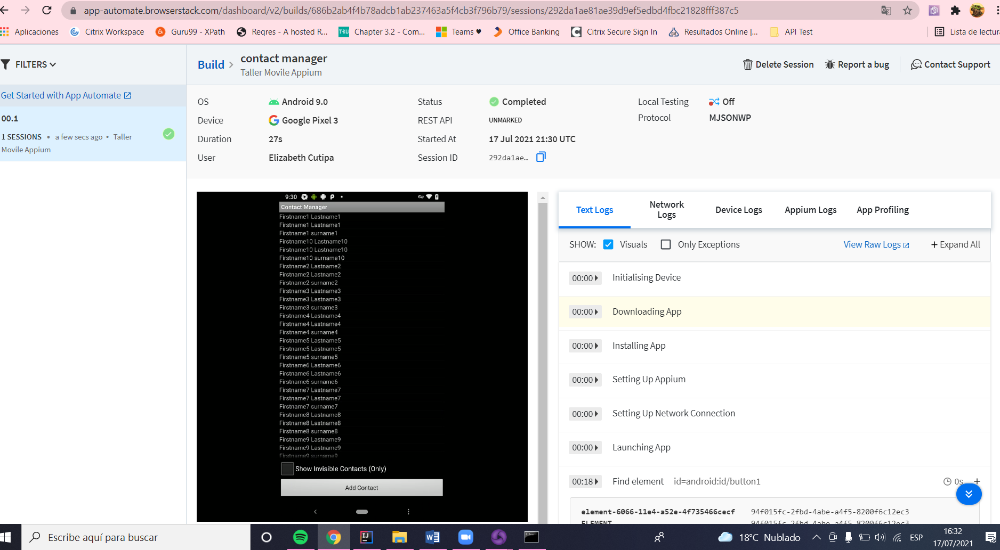 app-automate.browserstack.com/dashboard/v2/builds/686b2ab4f4b78adcb1ab237463a5f4cb3f796b79/sessions/292da1ae81ae39d9ef5edbd4fbc21828fff387c5
Aplicaciones Citrix Workspace Guru99 - XPath Reqres - A hosted R... Chapter 3.2 - Com... Teams ♥ Office Banking Citrix Secure Sign In Resultados Online |... API Test Lista de lectur
FILTERS
Build > contact manager
Taller Movile Appium
Delete Session Report a bug Contact Support
Get Started with App Automate
00.1
1 SESSIONS • a few secs ago • Taller
Movile Appium
OS Android 9.0 Status Completed Local Testing Off
Device Google Pixel 3 REST API UNMARKED Protocol MJSONWP
Duration 27s Started At 17 Jul 2021 21:30 UTC
User Elizabeth Cutipa Session ID 292da1ae...
9:30
Contact Manager
Firstname1 Lastname1
Firstname1 Lastname1
Firstname1 surname1
Firstname10 Lastname10
Firstname10 Lastname10
Firstname10 surname10
Firstname2 Lastname2
Firstname2 Lastname2
Firstname2 surname2
Firstname3 Lastname3
Firstname3 Lastname3
Firstname3 surname3
Firstname4 Lastname4
Firstname4 Lastname4
Firstname4 surname4
Firstname5 Lastname5
Firstname5 Lastname5
Firstname5 surname5
Firstname6 Lastname6
Firstname6 Lastname6
Firstname6 surname6
Firstname7 Lastname7
Firstname7 Lastname7
Firstname7 surname7
Firstname8 Lastname8
Firstname8 Lastname8
Firstname8 surname8
Firstname9 Lastname9
Firstname9 Lastname9
Firstname9 surname9
Show Invisible Contacts (Only)
Add Contact
Text Logs Network Logs Device Logs Appium Logs App Profiling
SHOW: Visuals Only Exceptions View Raw Logs + Expand All
00:00 Initialising Device
00:00 Downloading App
00:00 Installing App
00:00 Setting Up Appium
00:00 Setting Up Network Connection
00:00 Launching App
00:18 Find element id=android:id/button1 0s +
element-6066-11e4-a52e-4f735466cecf 94f015fc-2fbd-4abe-a4f5-8200f6c12ec3
ELEMENT 94f015fc-2fbd-4abe-a4f5-8200f6c12ec3
Escribe aquí para buscar
18°C Nublado ESP 16:32
17/07/2021